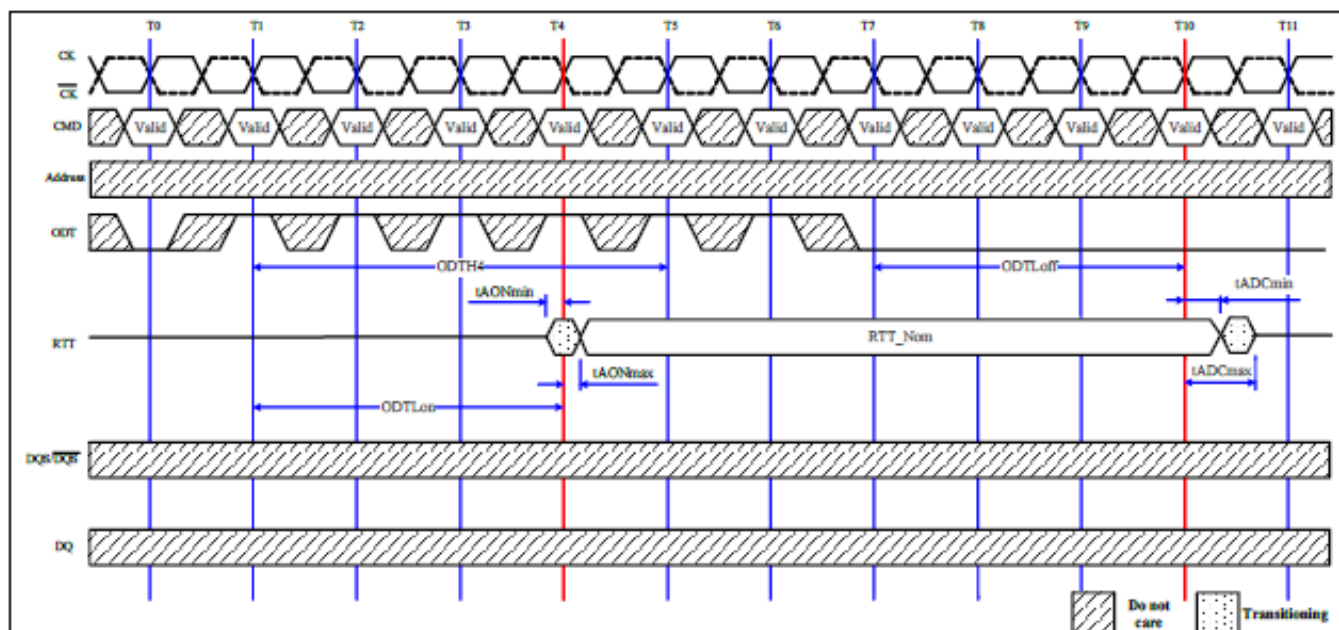 T0 T1 T2 T3 T4 T5 T6 T7 T8 T9 T10 T11
CK
CK
CMD Valid Valid Valid Valid Valid Valid Valid Valid Valid Valid Valid Valid
Address
ODT
ODTH4 ODTLoff
tAONmin tADCmin
RTT RTT_Nom
tAONmax tADCmax
ODTLon
DQS/DQS
DQ
Do not care Transitioning